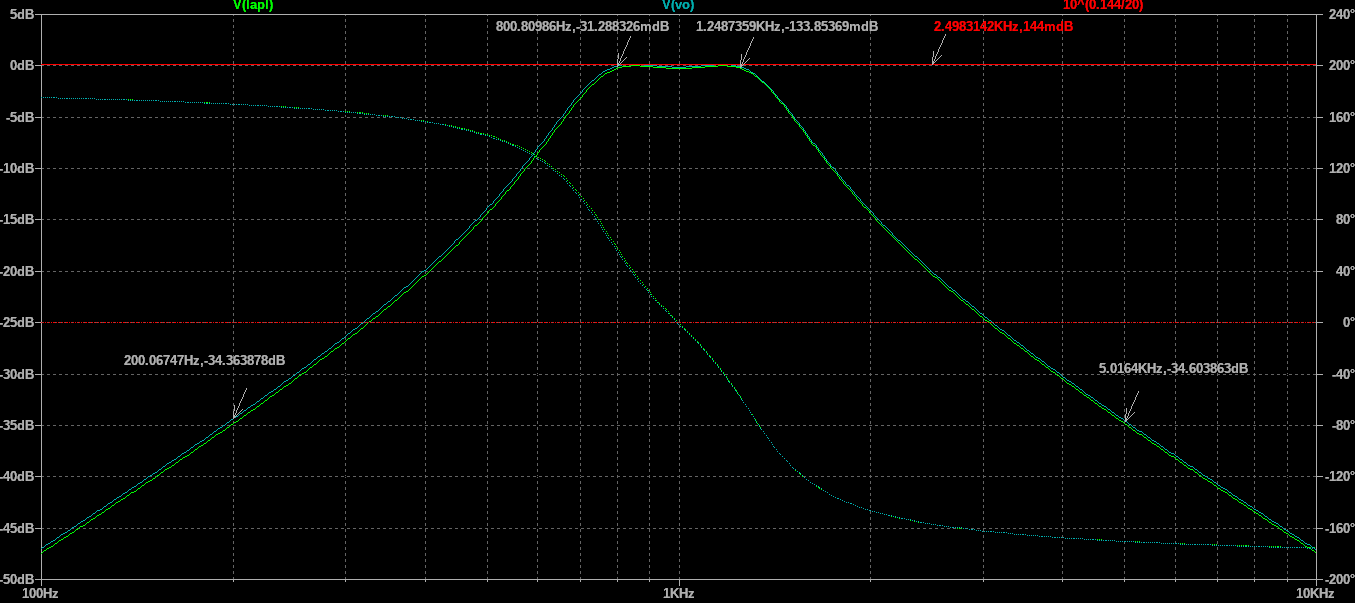 V(lapl) V(vo) 10^(0.144/20)
5dB 240°
800.80986Hz,-31.288326mdB 1.2487359KHz,-133.85369mdB 2.4983142KHz,144mdB
0dB 200°
-5dB 160°
-10dB 120°
-15dB 80°
-20dB 40°
-25dB 0°
200.06747Hz,-34.363878dB 5.0164KHz,-34.603863dB
-30dB -40°
-35dB -80°
-40dB -120°
-45dB -160°
-50dB -200°
100Hz 1KHz 10KHz